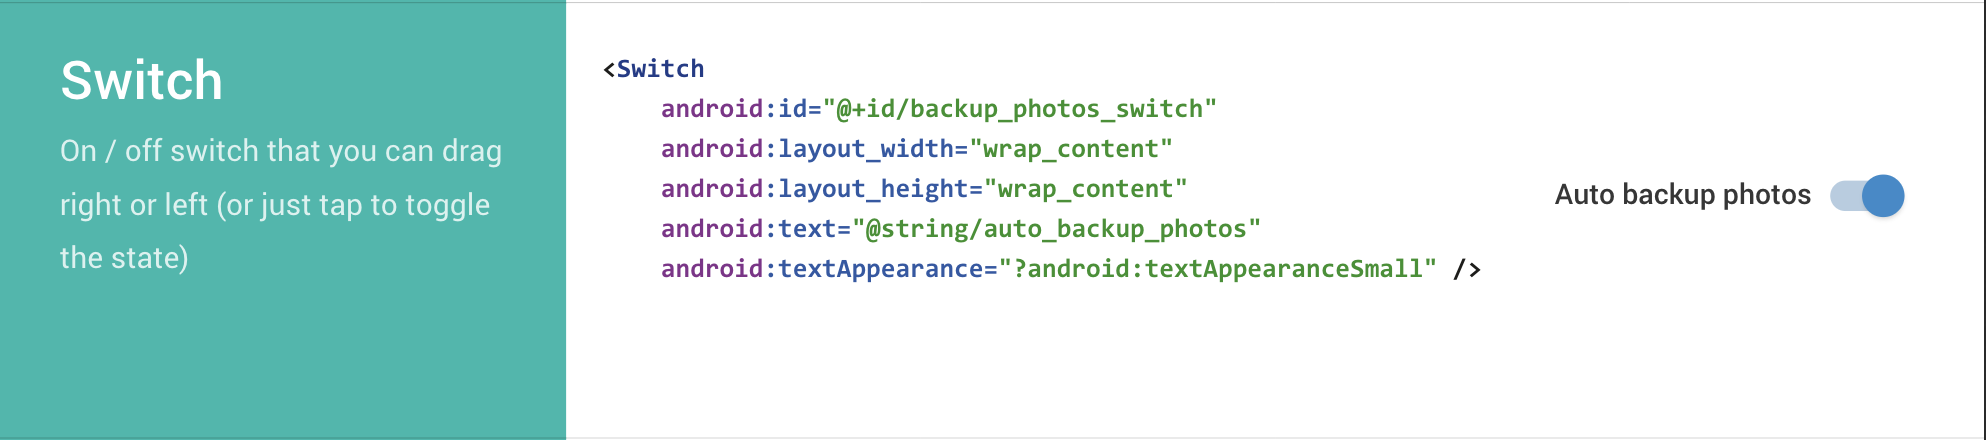 Switch
On / off switch that you can drag
right or left (or just tap to toggle
the state)
<Switch
android:id="@+id/backup_photos_switch"
android:layout_width="wrap_content"
android:layout_height="wrap_content"
android:text="@string/auto_backup_photos"
android:textAppearance="?android:textAppearanceSmall" />
Auto backup photos